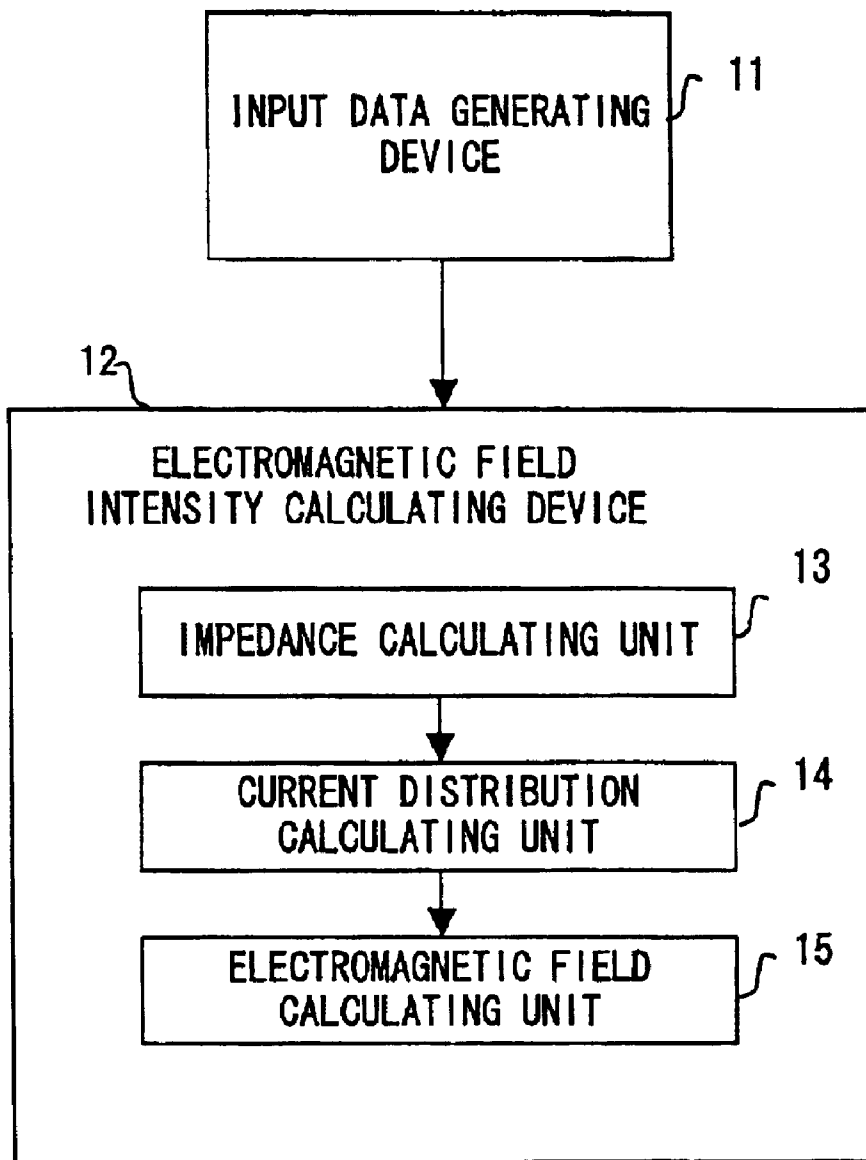 11
INPUT DATA GENERATING
DEVICE
12
ELECTROMAGNETIC FIELD
INTENSITY CALCULATING DEVICE
13
IMPEDANCE CALCULATING UNIT
14
CURRENT DISTRIBUTION
CALCULATING UNIT
15
ELECTROMAGNETIC FIELD
CALCULATING UNIT